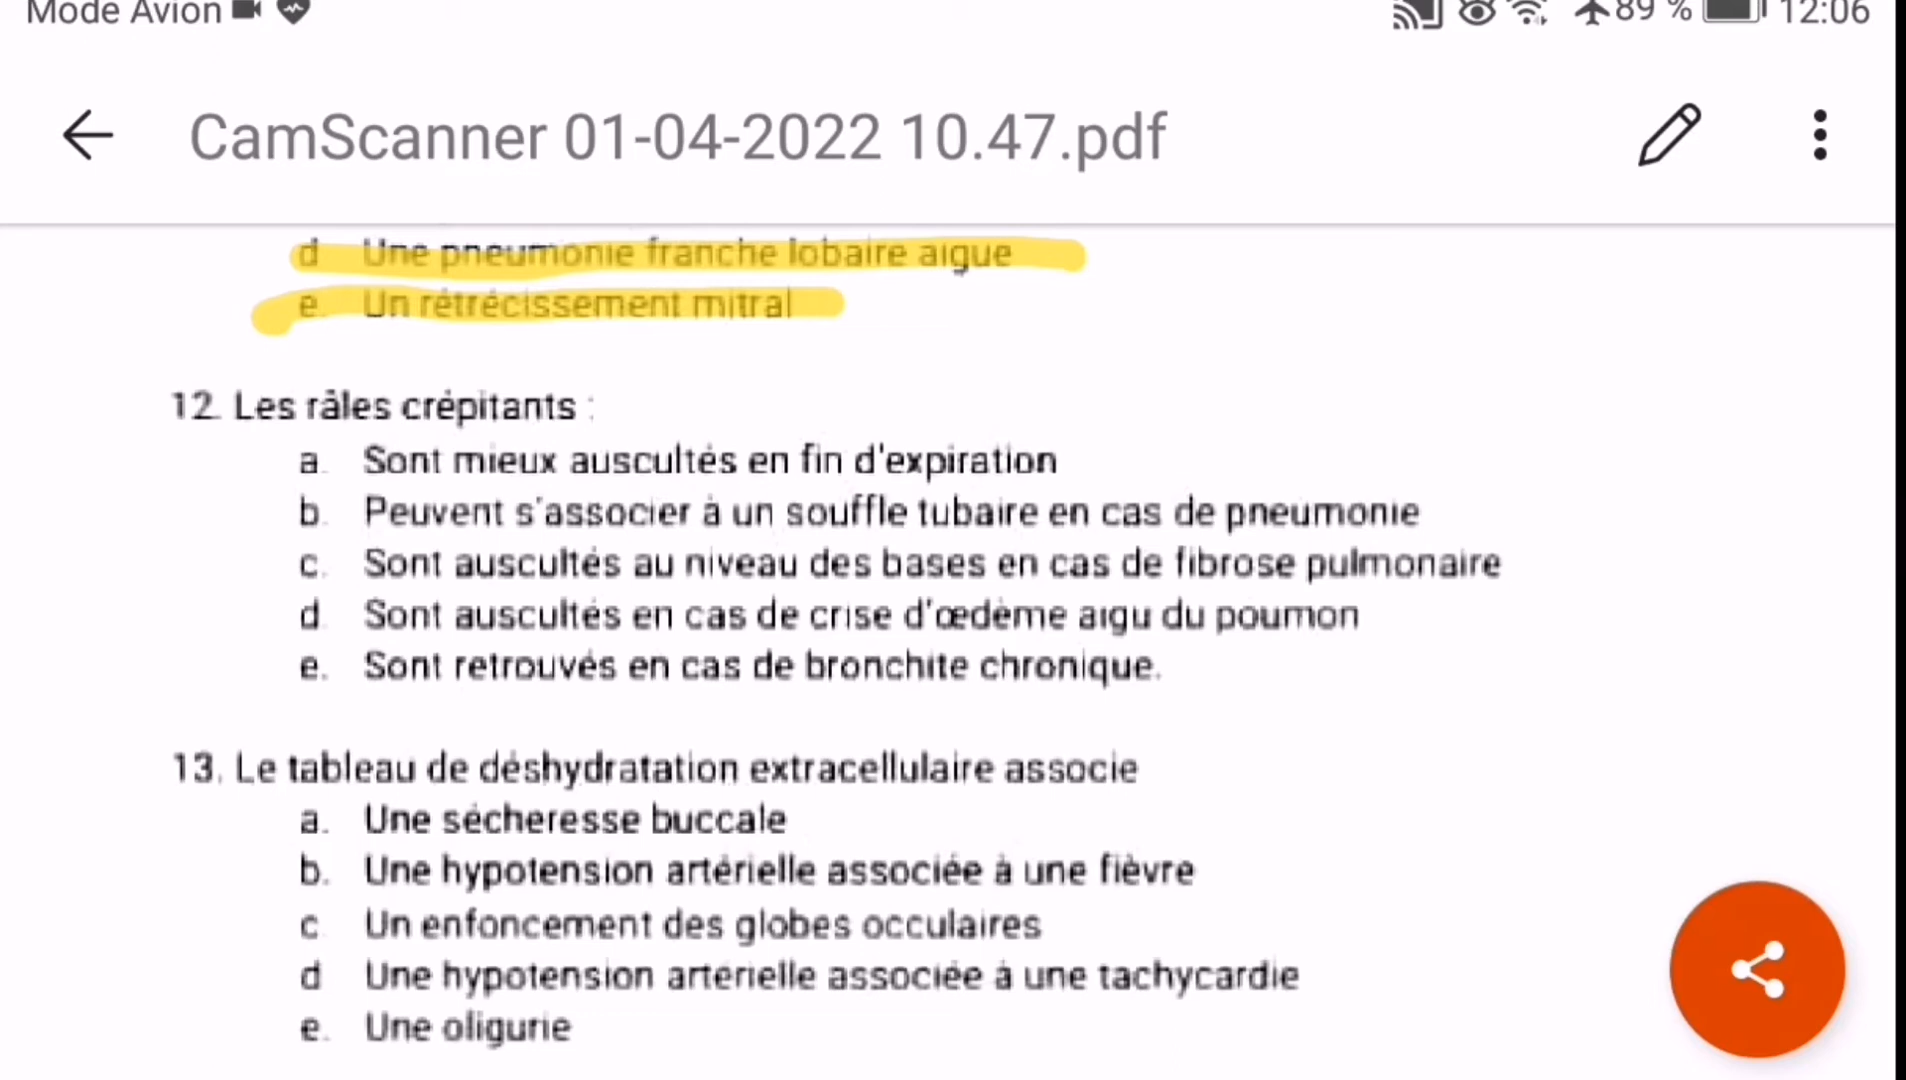 Mode Avion
89 % 12:06
CamScanner 01-04-2022 10.47.pdf
d Une pneumonie franche lobaire aigue
e. Un rétrécissement mitral
12. Les râles crépitants :
a. Sont mieux auscultés en fin d'expiration
b. Peuvent s'associer à un souffle tubaire en cas de pneumonie
c. Sont auscultés au niveau des bases en cas de fibrose pulmonaire
d. Sont auscultés en cas de crise d'œdème aigu du poumon
e. Sont retrouvés en cas de bronchite chronique.
13. Le tableau de déshydratation extracellulaire associe
a. Une sécheresse buccale
b. Une hypotension artérielle associée à une fièvre
c. Un enfoncement des globes occulaires
d Une hypotension artérielle associée à une tachycardie
e. Une oligurie